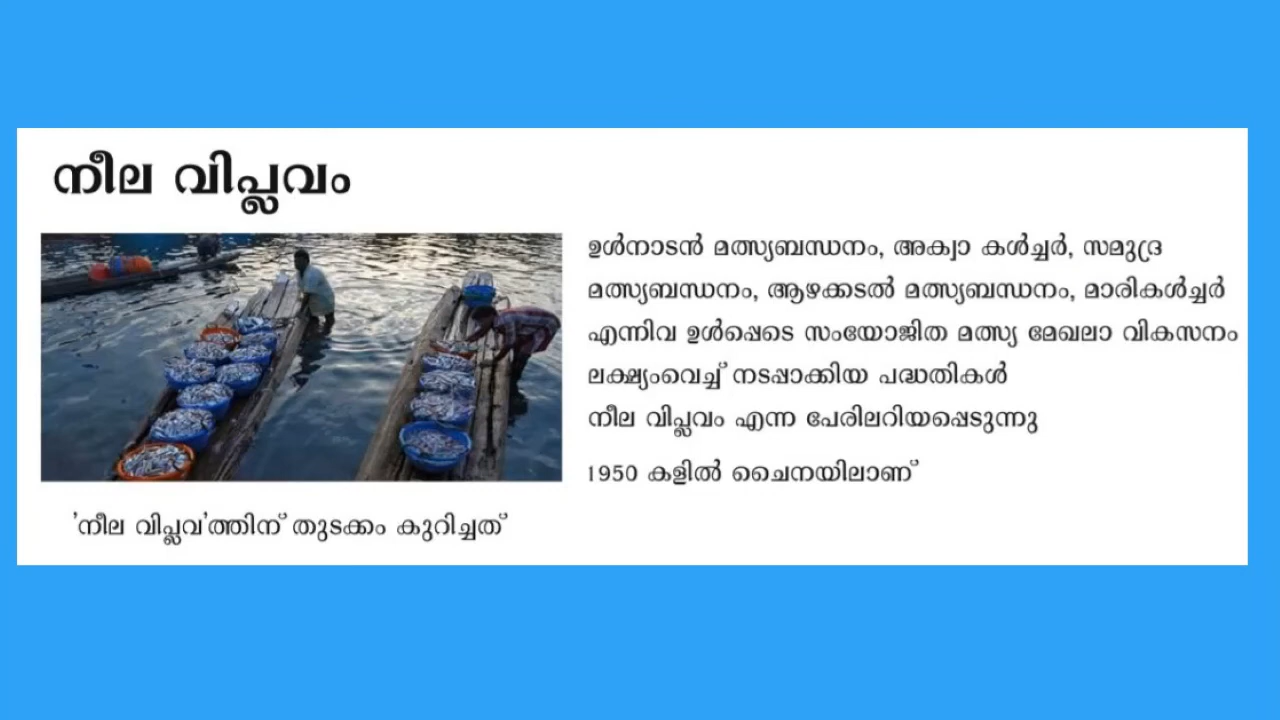 നീല വിപ്ലവം
ഉൾനാടൻ മത്സ്യബന്ധനം, അക്വാ കൾച്ചർ, സമുദ്ര
മത്സ്യബന്ധനം, ആഴക്കടൽ മത്സ്യബന്ധനം, മാരികൾച്ചർ
എന്നിവ ഉൾപ്പെടെ സംയോജിത മത്സ്യ മേഖലാ വികസനം
ലക്ഷ്യംവെച്ച് നടപ്പാക്കിയ പദ്ധതികൾ
നീല വിപ്ലവം എന്ന പേരിലറിയപ്പെടുന്നു
1950 കളിൽ ചൈനയിലാണ്
'നീല വിപ്ലവ'ത്തിന് തുടക്കം കുറിച്ചത്